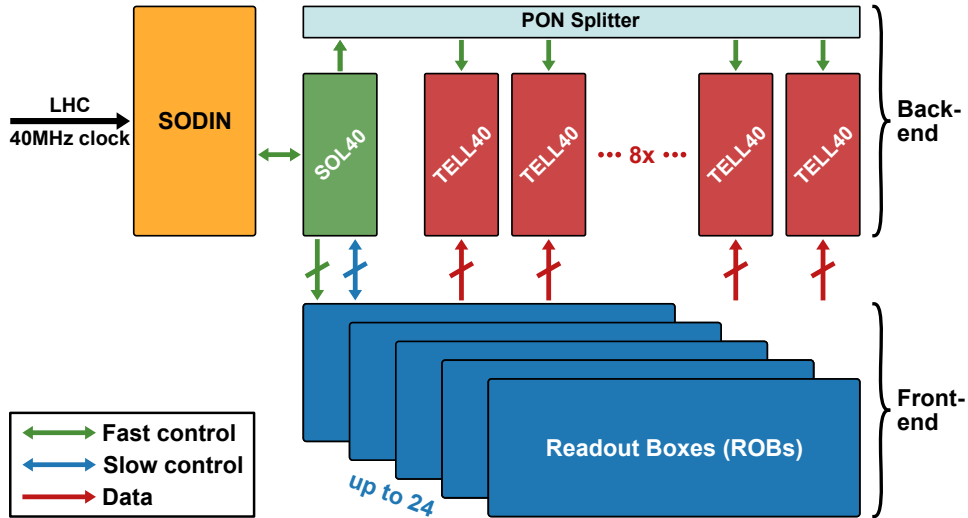 PON Splitter
LHC
40MHz clock
SODIN
SOL40
TELL40
TELL40
••• 8x •••
TELL40
TELL40
Back-
end
Readout Boxes (ROBs)
up to 24
Front-
end
Fast control
Slow control
Data